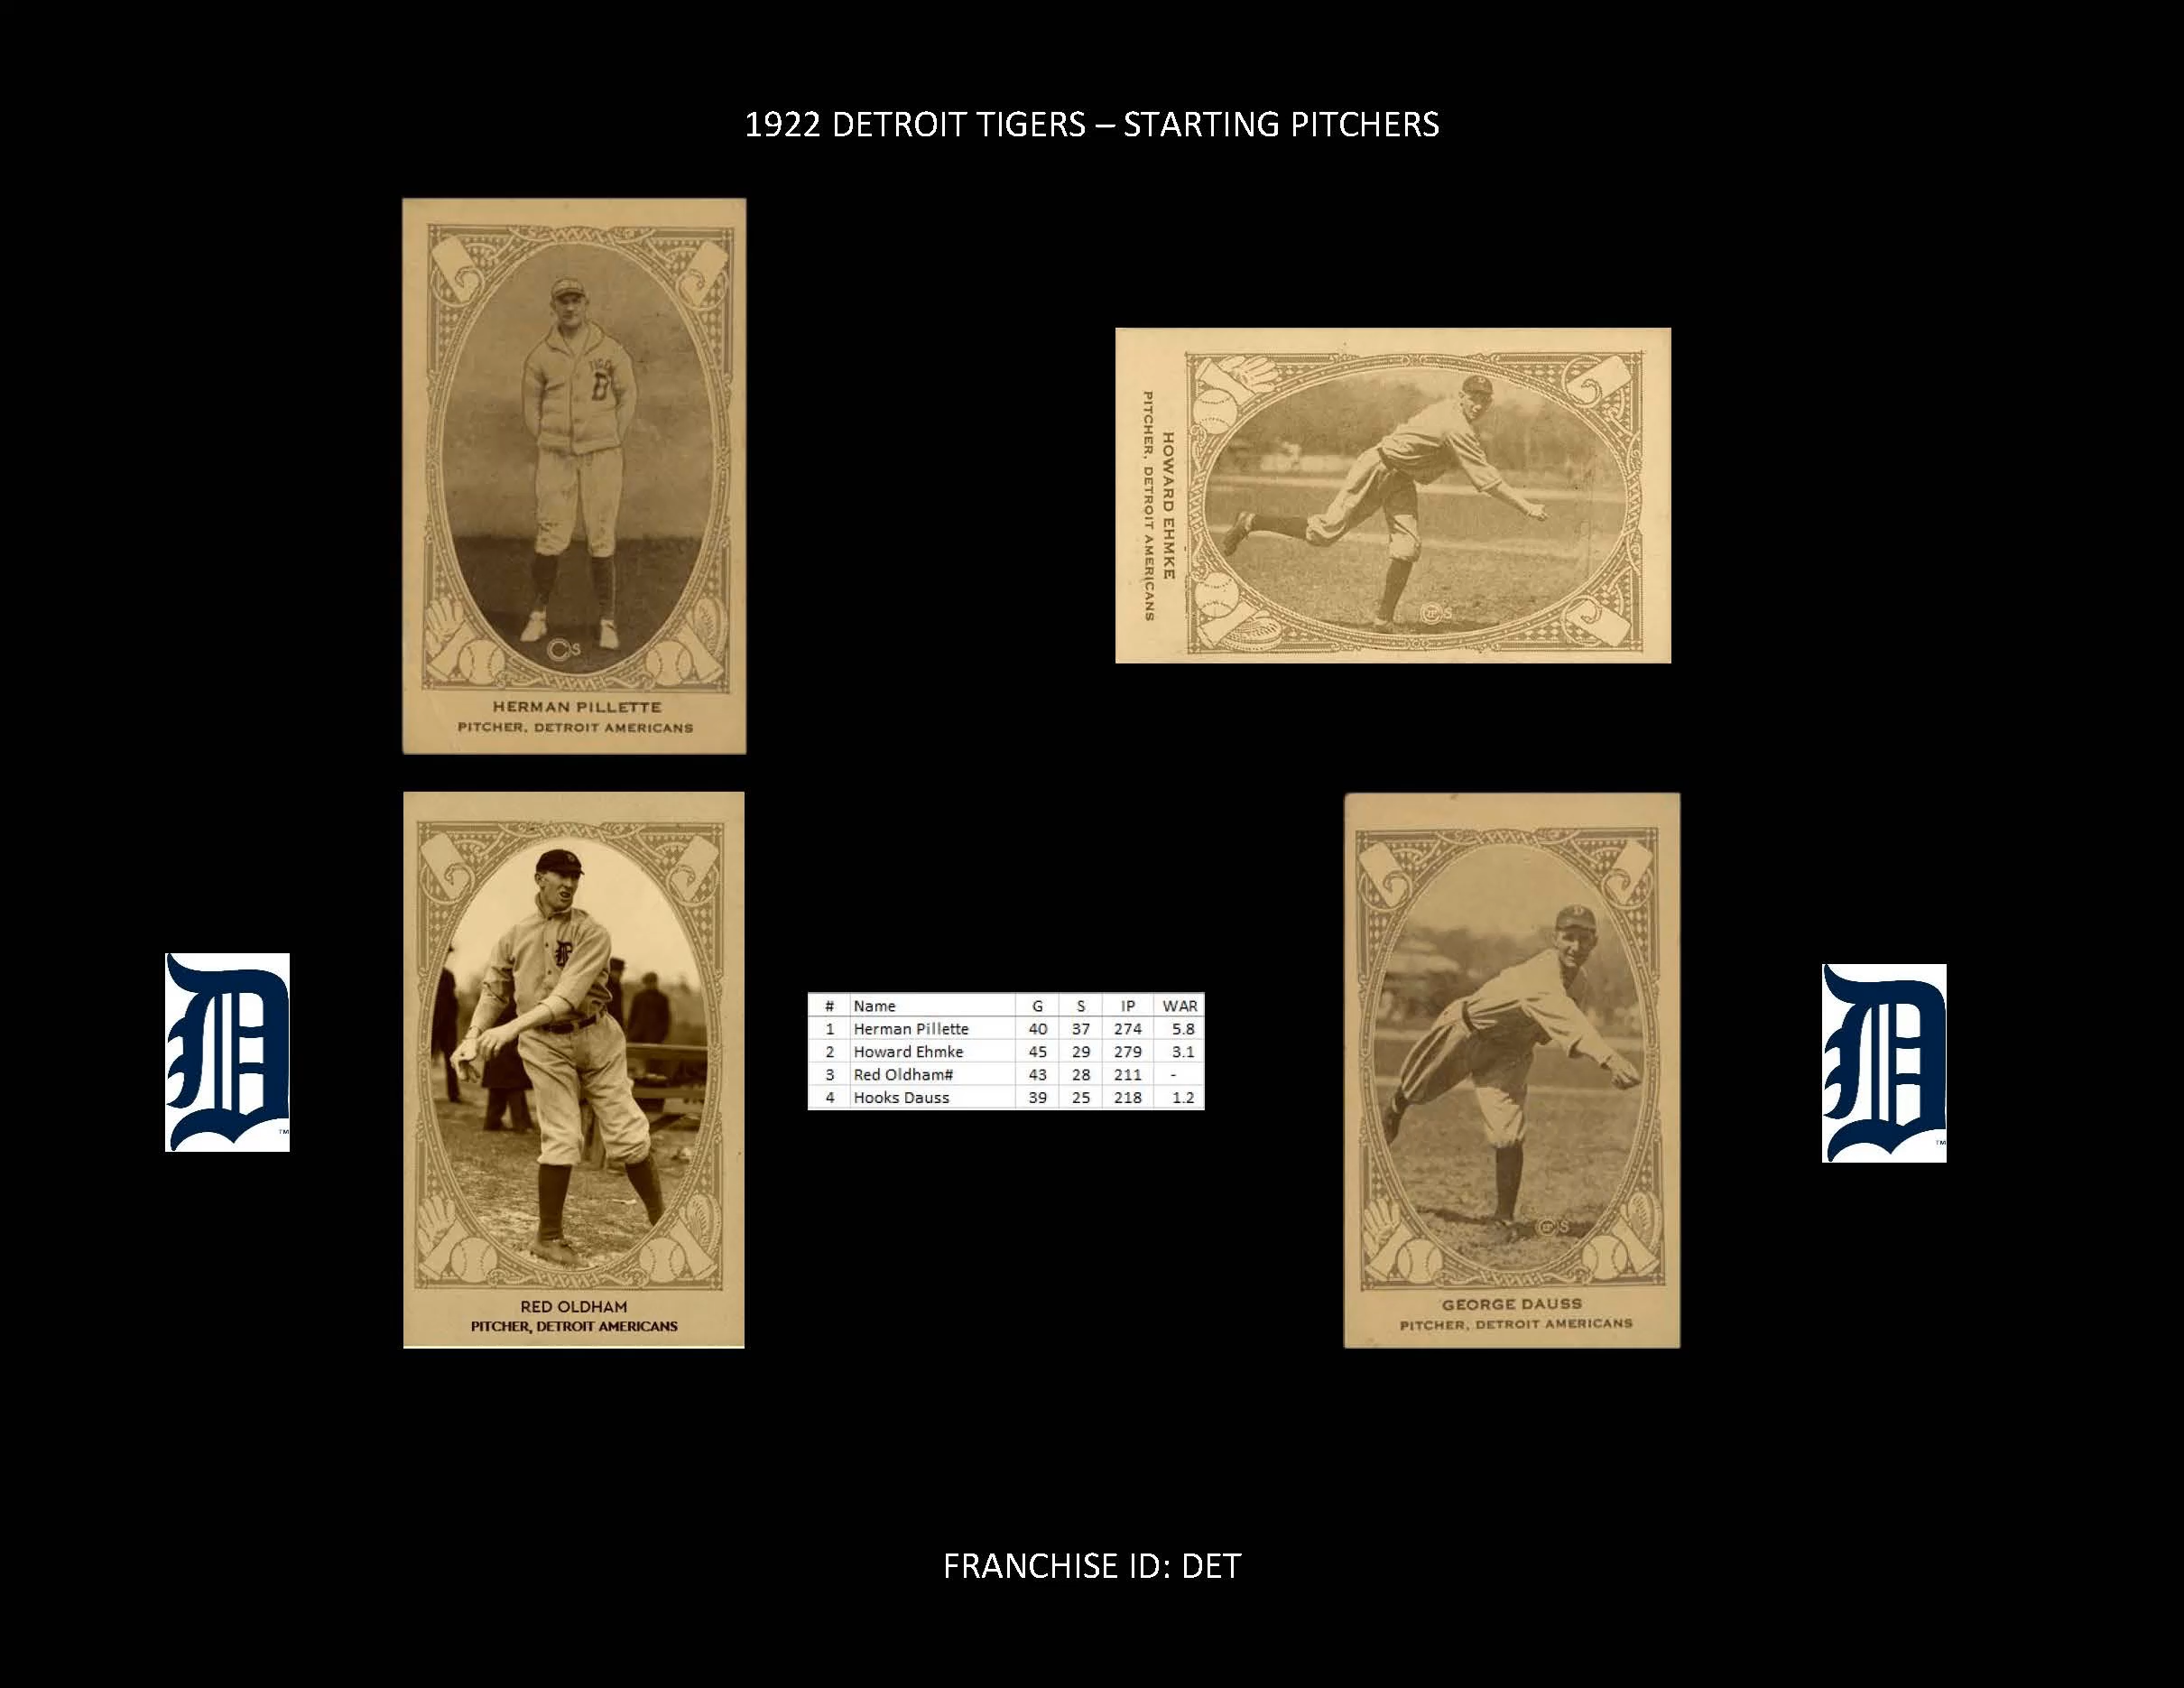 1922 DETROIT TIGERS – STARTING PITCHERS
HERMAN PILLETTE
PITCHER, DETROIT AMERICANS
HOWARD EHMKE
PITCHER, DETROIT AMERICANS
RED OLDHAM
PITCHER, DETROIT AMERICANS
# Name G S IP WAR
1 Herman Pillette 40 37 274 5.8
2 Howard Ehmke 45 29 279 3.1
3 Red Oldham# 43 28 211 -
4 Hooks Dauss 39 25 218 1.2
GEORGE DAUSS
PITCHER, DETROIT AMERICANS
D
TM
D
TM
FRANCHISE ID: DET